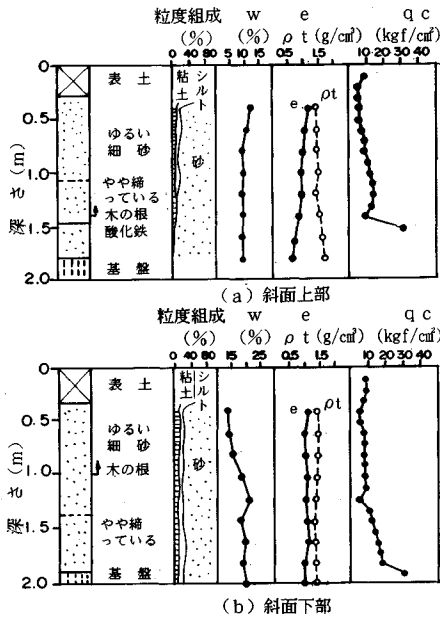 粒度組成 w e qc
(%) (%) ρt(g/cm³) (kgf/cm²)
0 40 80 5 15 0.5 1.0 1.5 10 20 30 40
0
0.5
1.0
1.5
2.0
深さ(m)
表土
ゆるい
細砂
やや締
っている
木の根
酸化鉄
基盤
粘土
シルト
砂
e
ρt
(a) 斜面上部
粒度組成 w e qc
(%) (%) ρt(g/cm³) (kgf/cm²)
0 40 80 15 25 0.5 1.0 1.5 10 20 30 40
0
0.5
1.0
1.5
2.0
深さ(m)
表土
ゆるい
細砂
木の根
やや締
っている
基盤
粘土
シルト
砂
e
ρt
(b) 斜面下部